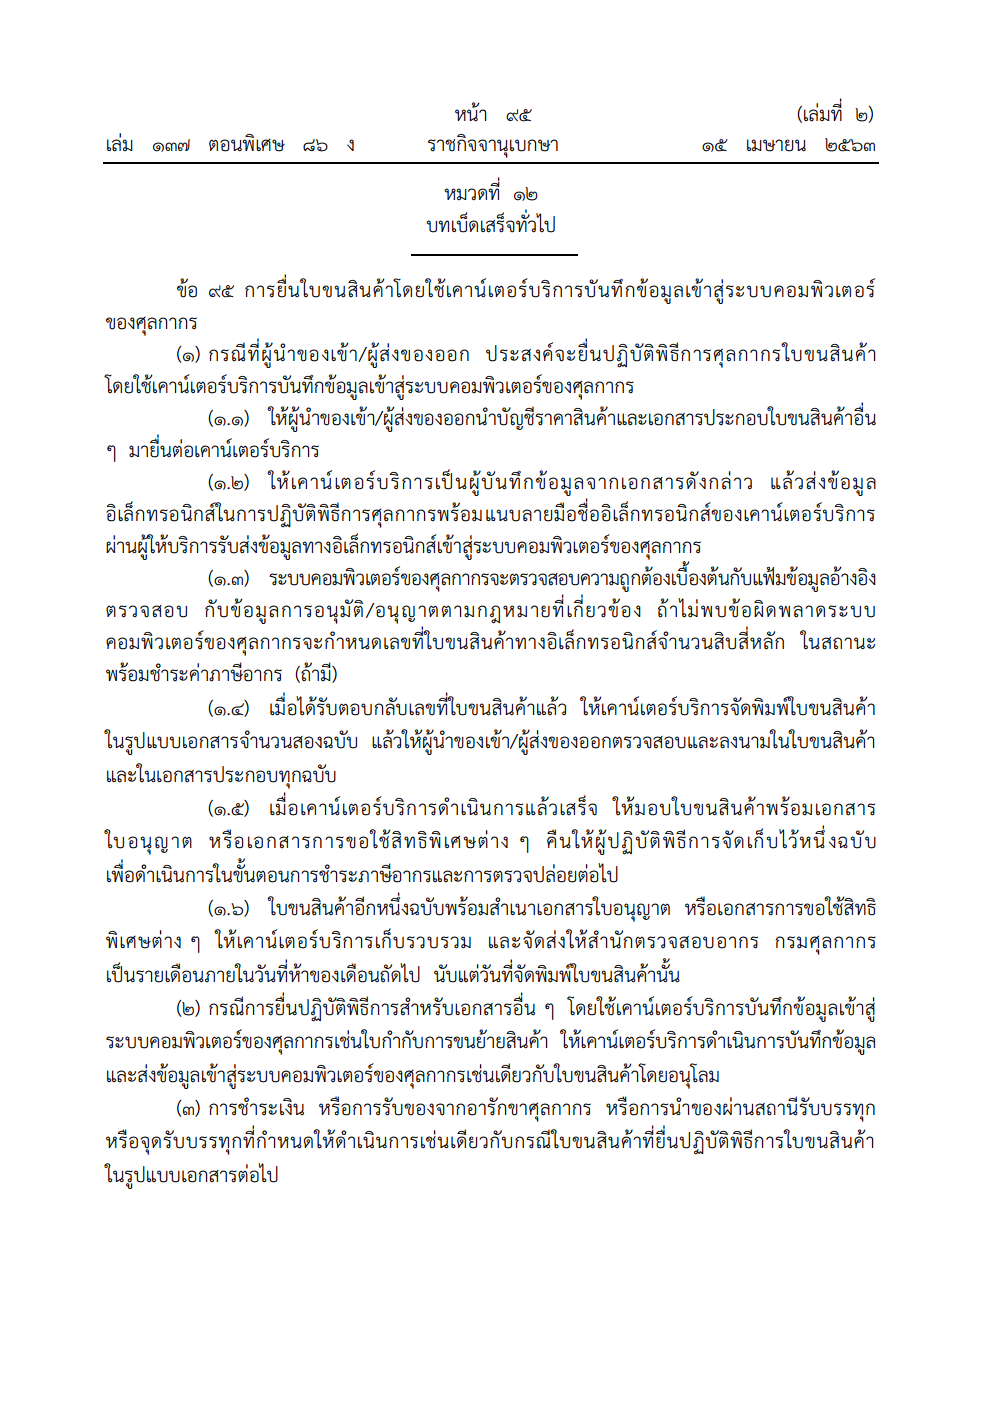 หน้า ๙๕ (เล่มที่ ๒)
เล่ม ๑๓๗ ตอนพิเศษ ๘๖ ง ราชกิจจานุเบกษา ๑๕ เมษายน ๒๕๖๓
หมวดที่ ๑๒
บทเบ็ดเสร็จทั่วไป
ข้อ ๙๕ การยื่นใบขนสินค้าโดยใช้เคาน์เตอร์บริการบันทึกข้อมูลเข้าสู่ระบบคอมพิวเตอร์
ของศุลกากร
(๑) กรณีที่ผู้นำของเข้า/ผู้ส่งของออก ประสงค์จะยื่นปฏิบัติพิธีการศุลกากรใบขนสินค้า
โดยใช้เคาน์เตอร์บริการบันทึกข้อมูลเข้าสู่ระบบคอมพิวเตอร์ของศุลกากร
(๑.๑) ให้ผู้นำของเข้า/ผู้ส่งของออกนำบัญชีราคาสินค้าและเอกสารประกอบใบขนสินค้าอื่น
ๆ มายื่นต่อเคาน์เตอร์บริการ
(๑.๒) ให้เคาน์เตอร์บริการเป็นผู้บันทึกข้อมูลจากเอกสารดังกล่าว แล้วส่งข้อมูล
อิเล็กทรอนิกส์ในการปฏิบัติพิธีการศุลกากรพร้อมแนบลายมือชื่ออิเล็กทรอนิกส์ของเคาน์เตอร์บริการ
ผ่านผู้ให้บริการรับส่งข้อมูลทางอิเล็กทรอนิกส์เข้าสู่ระบบคอมพิวเตอร์ของศุลกากร
(๑.๓) ระบบคอมพิวเตอร์ของศุลกากรจะตรวจสอบความถูกต้องเบื้องต้นกับแฟ้มข้อมูลอ้างอิง
ตรวจสอบ กับข้อมูลการอนุมัติ/อนุญาตตามกฎหมายที่เกี่ยวข้อง ถ้าไม่พบข้อผิดพลาดระบบ
คอมพิวเตอร์ของศุลกากรจะกำหนดเลขที่ใบขนสินค้าทางอิเล็กทรอนิกส์จำนวนสิบสี่หลัก ในสถานะ
พร้อมชำระค่าภาษีอากร (ถ้ามี)
(๑.๔) เมื่อได้รับตอบกลับเลขที่ใบขนสินค้าแล้ว ให้เคาน์เตอร์บริการจัดพิมพ์ใบขนสินค้า
ในรูปแบบเอกสารจำนวนสองฉบับ แล้วให้ผู้นำของเข้า/ผู้ส่งของออกตรวจสอบและลงนามในใบขนสินค้า
และในเอกสารประกอบทุกฉบับ
(๑.๕) เมื่อเคาน์เตอร์บริการดำเนินการแล้วเสร็จ ให้มอบใบขนสินค้าพร้อมเอกสาร
ใบอนุญาต หรือเอกสารการขอใช้สิทธิพิเศษต่าง ๆ คืนให้ผู้ปฏิบัติพิธีการจัดเก็บไว้หนึ่งฉบับ
เพื่อดำเนินการในขั้นตอนการชำระภาษีอากรและการตรวจปล่อยต่อไป
(๑.๖) ใบขนสินค้าอีกหนึ่งฉบับพร้อมสำเนาเอกสารใบอนุญาต หรือเอกสารการขอใช้สิทธิ
พิเศษต่าง ๆ ให้เคาน์เตอร์บริการเก็บรวบรวม และจัดส่งให้สำนักตรวจสอบอากร กรมศุลกากร
เป็นรายเดือนภายในวันที่ห้าของเดือนถัดไป นับแต่วันที่จัดพิมพ์ใบขนสินค้านั้น
(๒) กรณีการยื่นปฏิบัติพิธีการสำหรับเอกสารอื่น ๆ โดยใช้เคาน์เตอร์บริการบันทึกข้อมูลเข้าสู่
ระบบคอมพิวเตอร์ของศุลกากรเช่นใบกำกับการขนย้ายสินค้า ให้เคาน์เตอร์บริการดำเนินการบันทึกข้อมูล
และส่งข้อมูลเข้าสู่ระบบคอมพิวเตอร์ของศุลกากรเช่นเดียวกับใบขนสินค้าโดยอนุโลม
(๓) การชำระเงิน หรือการรับของจากอารักขาศุลกากร หรือการนำของผ่านสถานีรับบรรทุก
หรือจุดรับบรรทุกที่กำหนดให้ดำเนินการเช่นเดียวกับกรณีใบขนสินค้าที่ยื่นปฏิบัติพิธีการใบขนสินค้า
ในรูปแบบเอกสารต่อไป